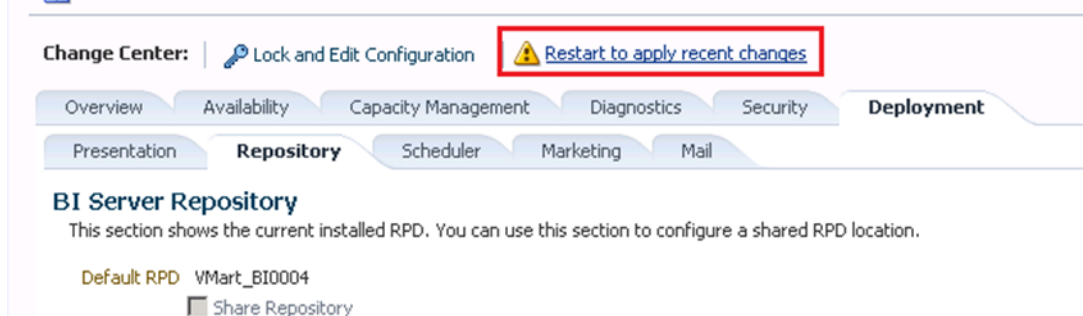 Change Center: Lock and Edit Configuration Restart to apply recent changes
Overview Availability Capacity Management Diagnostics Security Deployment
Presentation Repository Scheduler Marketing Mail
BI Server Repository
This section shows the current installed RPD. You can use this section to configure a shared RPD location.
Default RPD VMart_BI0004
Share Repository